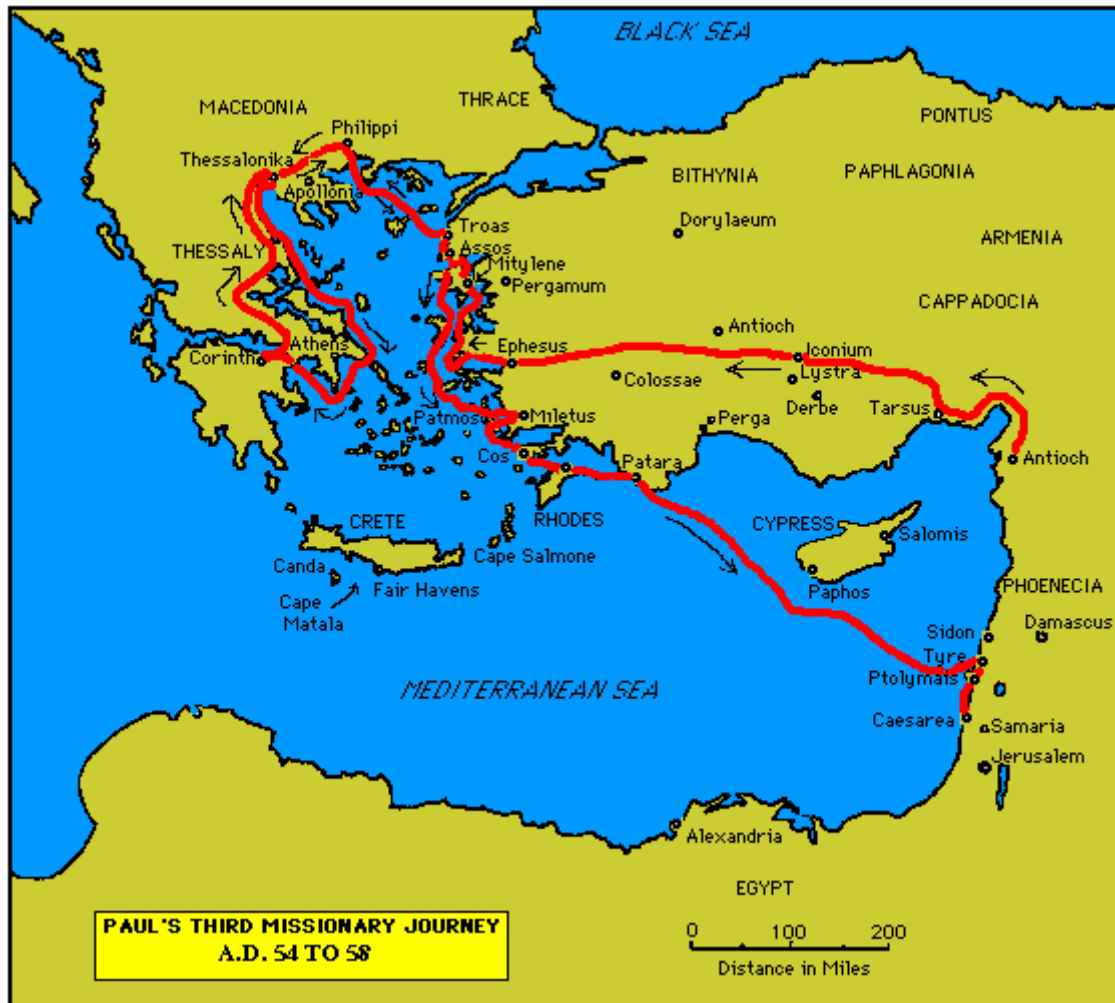 BLACK SEA
MACEDONIA
THRACE
PONTUS
Philippi
Thessalonika
Apollonia
BITHYNIA
PAPHLAGONIA
Troas
Dorylaeum
ARMENIA
THESSALY
Assos
Mitylene
Pergamum
CAPPADOCIA
Antioch
Corinth
Athens
Ephesus
Iconium
Colossae
Lystra
Derbe
Tarsus
Patmos
Miletus
Perga
Cos
Patara
Antioch
CRETE
RHODES
CYPRESS
Salomis
Canda
Cape Salmone
Fair Havens
Paphos
Cape
Matala
PHOENECIA
Sidon
Damascus
Tyre
Ptolymais
MEDITERRANEAN SEA
Caesarea
Samaria
Jerusalem
Alexandria
EGYPT
PAUL'S THIRD MISSIONARY JOURNEY
A.D. 54 TO 58
0 100 200
Distance in Miles